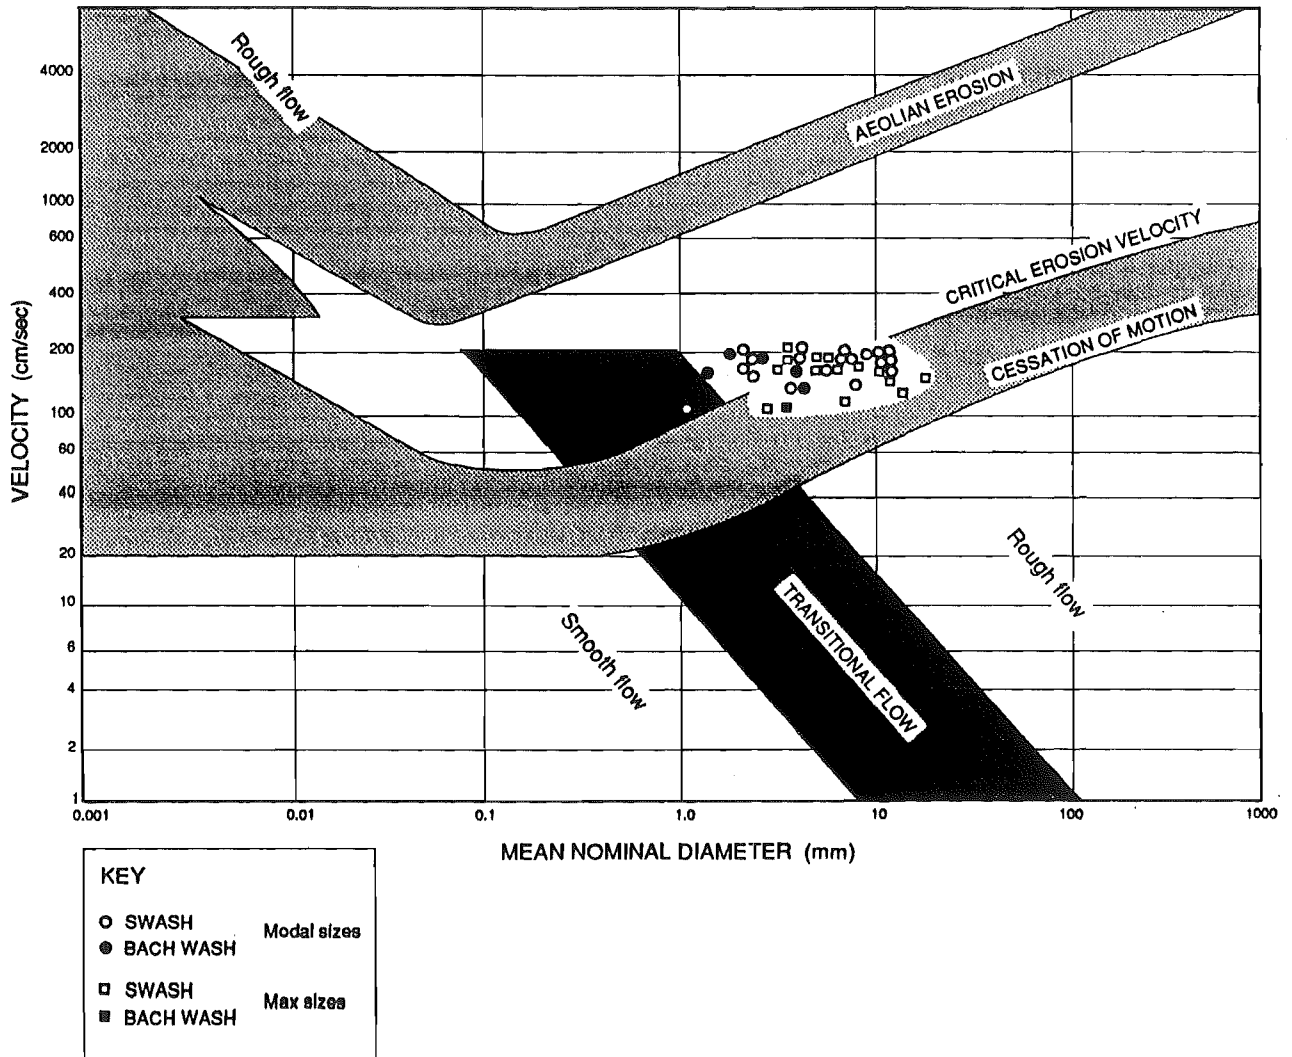 Rough flow
AEOLIAN EROSION
CRITICAL EROSION VELOCITY
CESSATION OF MOTION
TRANSITIONAL FLOW
Smooth flow
Rough flow
VELOCITY (cm/sec)
4000
2000
1000
600
400
200
100
60
40
20
10
6
4
2
1
0.001 0.01 0.1 1.0 10 100 1000
MEAN NOMINAL DIAMETER (mm)
KEY
SWASH
BACH WASH
Modal sizes
SWASH
BACH WASH
Max sizes